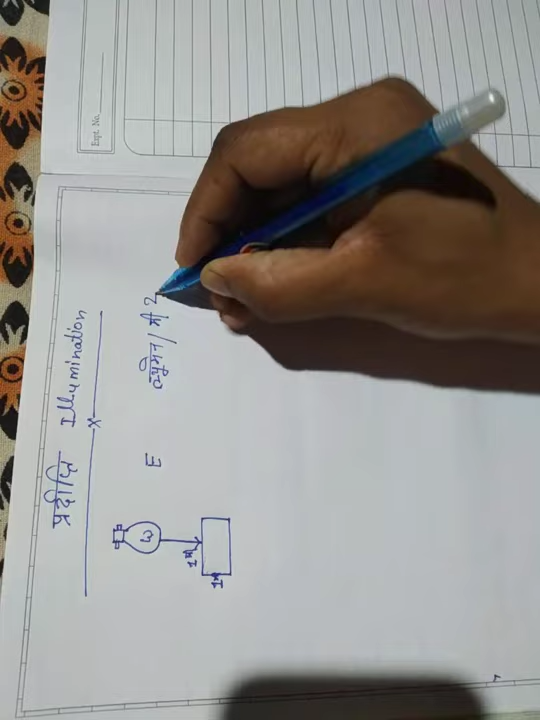 Expt. No.
प्रदीप्ति Illumination
x
E ल्युमेन/मी²
W
1मी
1मी